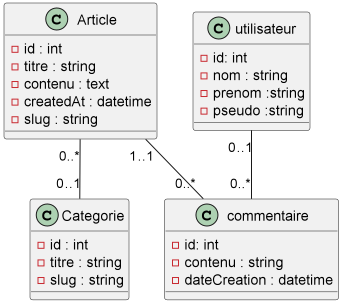 C Article
id : int
titre : string
contenu : text
createdAt : datetime
slug : string
C utilisateur
id: int
nom : string
prenom :string
pseudo :string
0..*
1..1
0..1
0..1
0..*
0..*
C Categorie
id : int
titre : string
slug : string
C commentaire
id: int
contenu : string
dateCreation : datetime